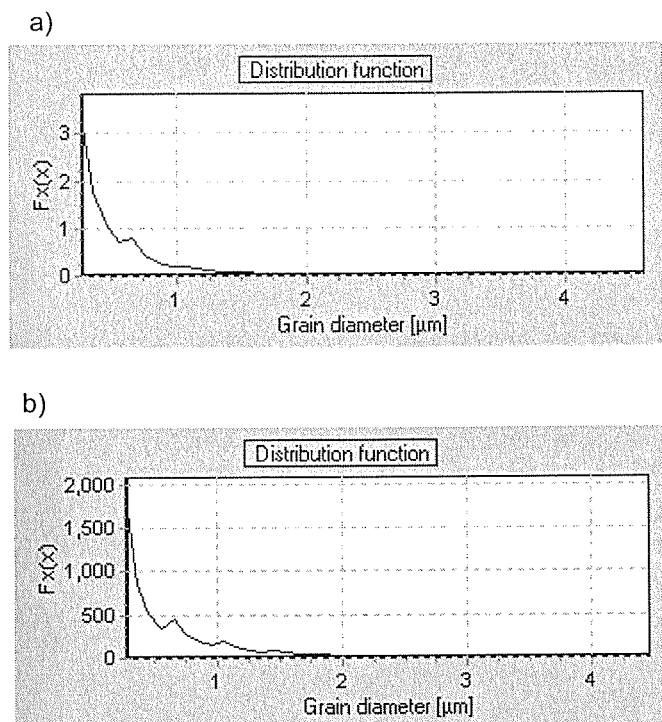 a)
Distribution function
3
2
1
0
Fx(x)
1 2 3 4
Grain diameter [µm]
b)
Distribution function
2,000
1,500
1,000
500
0
Fx(x)
1 2 3 4
Grain diameter [µm]